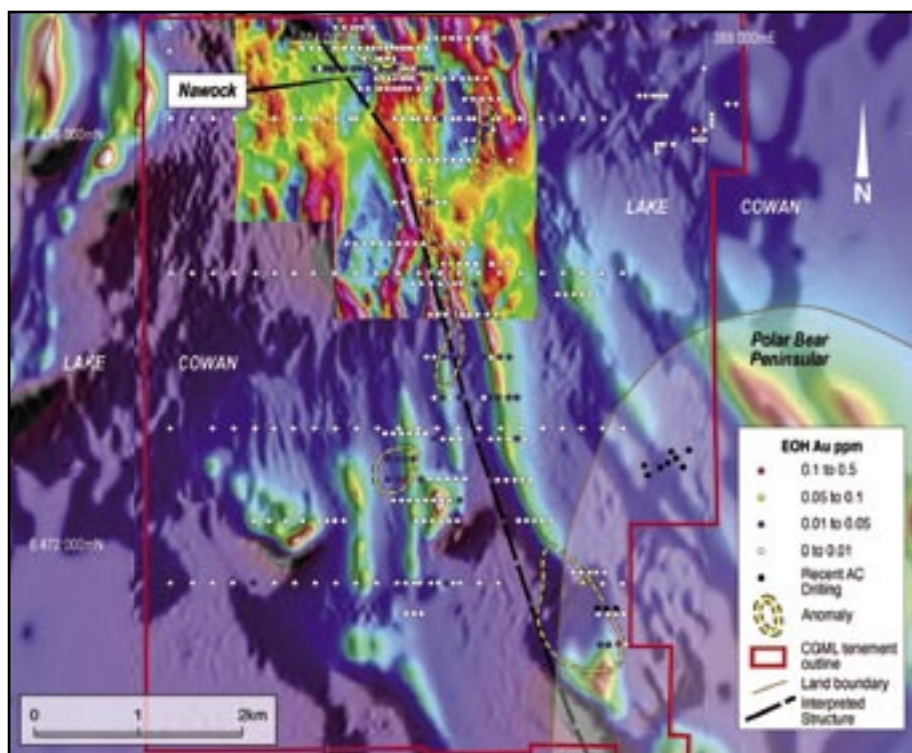 388.000mE
Nawock
LAKE
COWAN
N
LAKE
COWAN
Polar Bear
Peninsular
EOH Au ppm
0.1 to 0.5
0.05 to 0.1
0.01 to 0.05
0 to 0.01
Recent AC
Drilling
Anomaly
CGML tenement
outline
Land boundary
Interpreted
Structure
6.472.000mN
0 1 2km